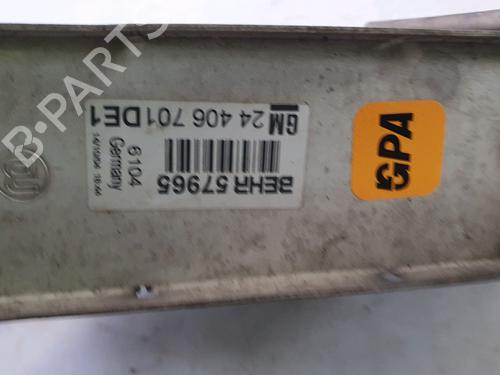 BEHR 57965
6104
Germany
GM 24 406 701 DE1
GPA
B-PARTS